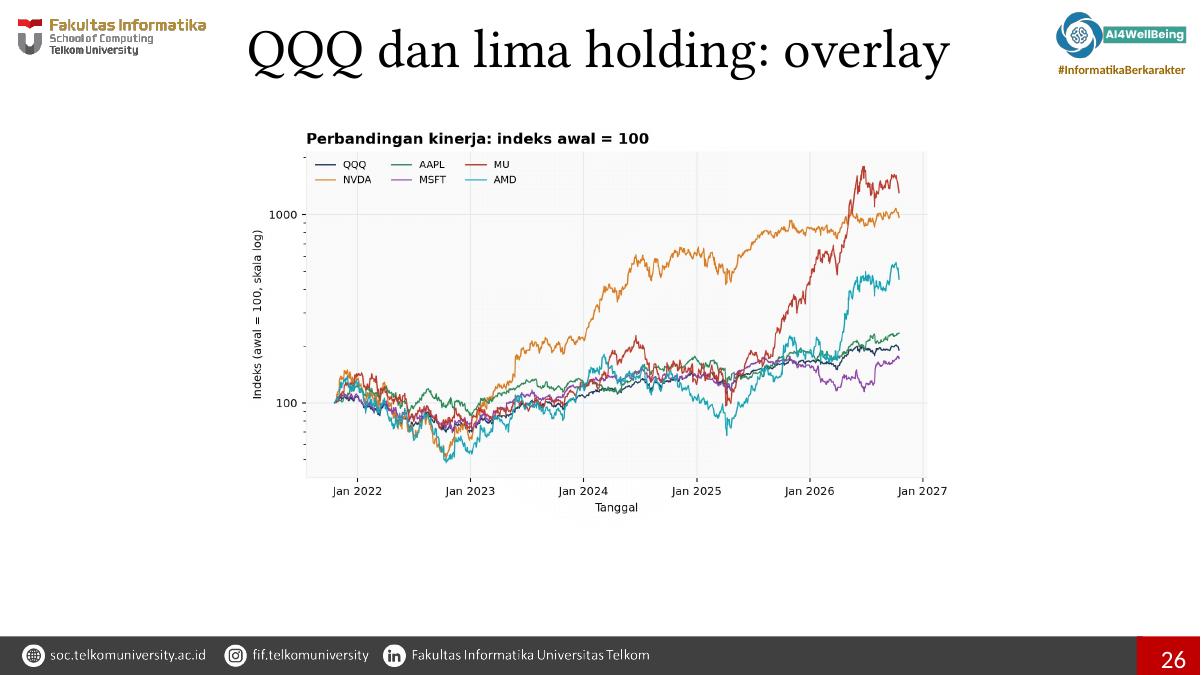 Fakultas Informatika
School of Computing
Telkom University
QQQ dan lima holding: overlay
AI4WellBeing
#InformatikaBerkarakter
Perbandingan kinerja: indeks awal = 100
QQQ AAPL MU
NVDA MSFT AMD
Indeks (awal = 100, skala log)
1000
100
Jan 2022 Jan 2023 Jan 2024 Jan 2025 Jan 2026 Jan 2027
Tanggal
soc.telkomuniversity.ac.id fif.telkomuniversity Fakultas Informatika Universitas Telkom
26